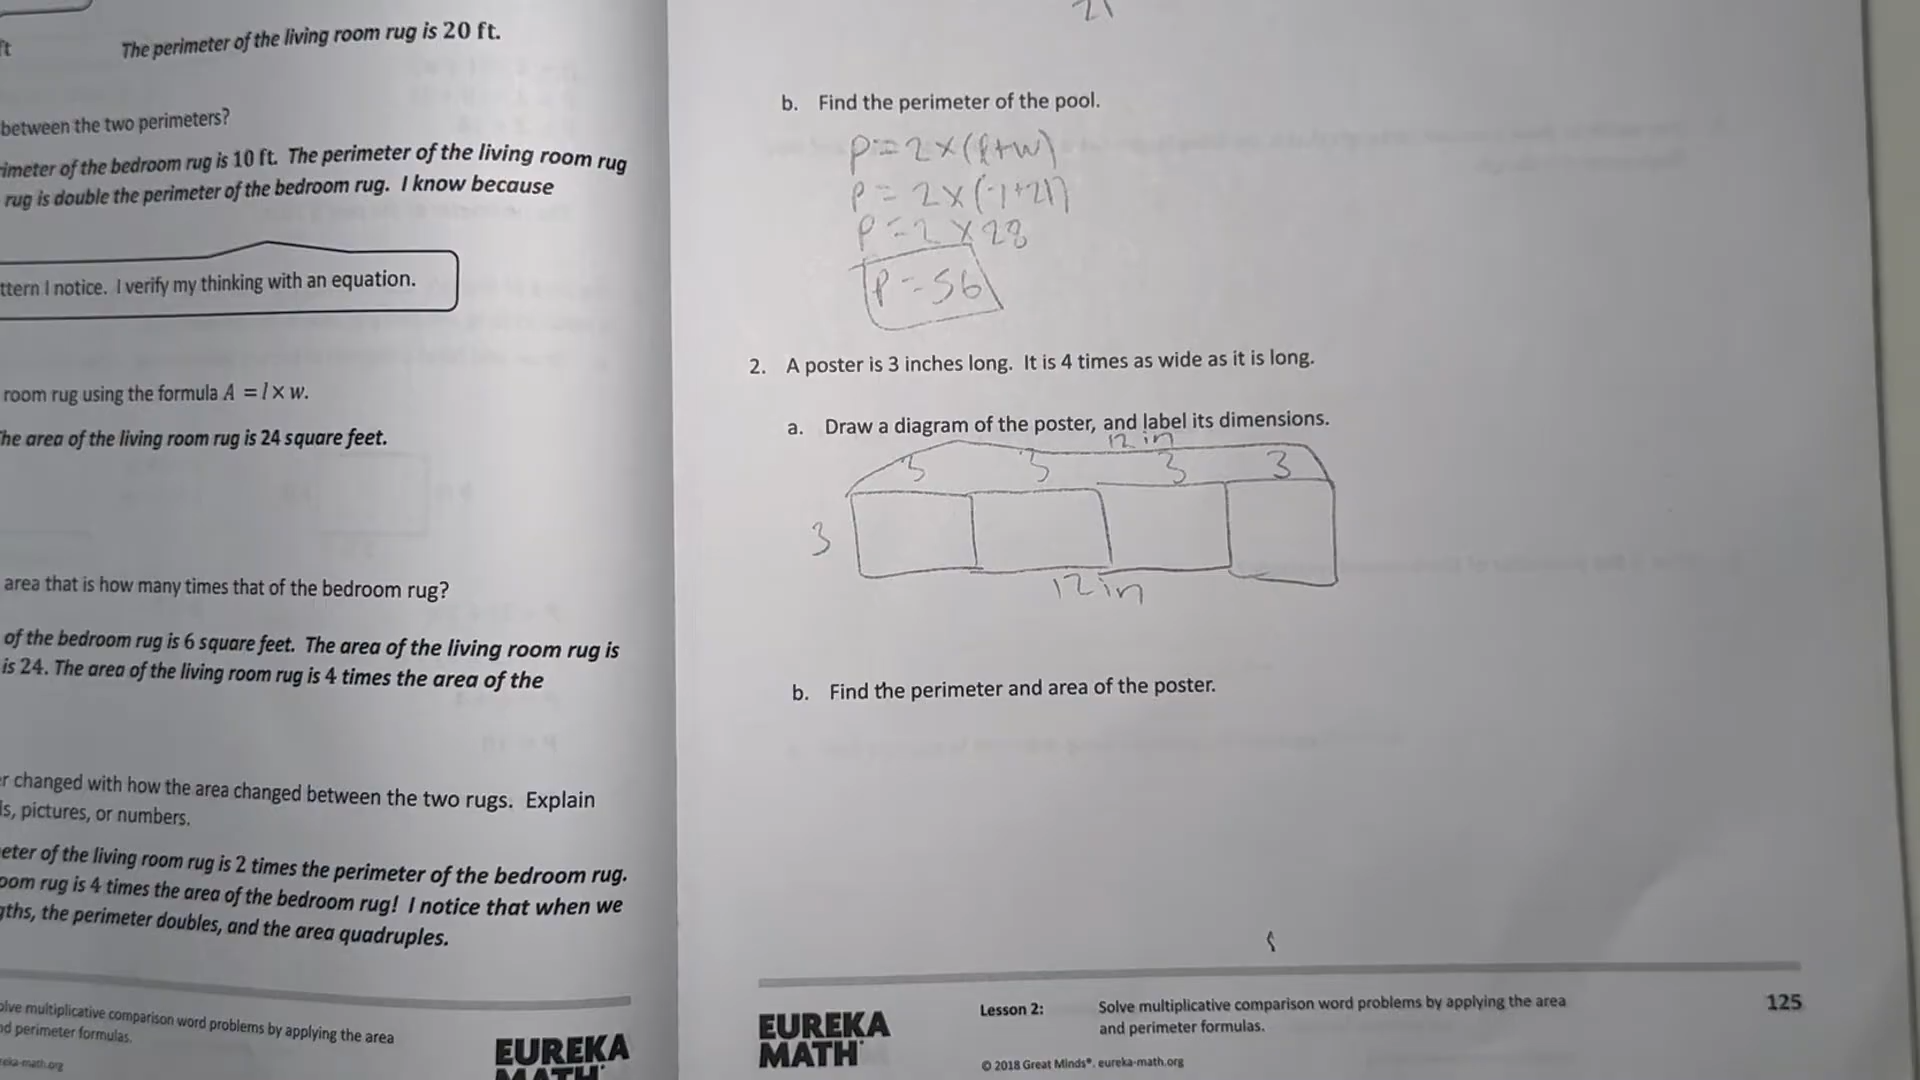 ft
The perimeter of the living room rug is 20 ft.
between the two perimeters?
rimeter of the bedroom rug is 10 ft. The perimeter of the living room rug
rug is double the perimeter of the bedroom rug. I know because
ttern I notice. I verify my thinking with an equation.
room rug using the formula A = l × w.
The area of the living room rug is 24 square feet.
area that is how many times that of the bedroom rug?
of the bedroom rug is 6 square feet. The area of the living room rug is
is 24. The area of the living room rug is 4 times the area of the
er changed with how the area changed between the two rugs. Explain
ds, pictures, or numbers.
eter of the living room rug is 2 times the perimeter of the bedroom rug.
oom rug is 4 times the area of the bedroom rug! I notice that when we
gths, the perimeter doubles, and the area quadruples.
olve multiplicative comparison word problems by applying the area
nd perimeter formulas.
reka-math.org
EUREKA
MATH
21
b. Find the perimeter of the pool.
P = 2 × (l + w)
P = 2 × (7 + 21)
P = 2 × 28
P = 56
2. A poster is 3 inches long. It is 4 times as wide as it is long.
a. Draw a diagram of the poster, and label its dimensions.
12 in
3 3 3 3
3
12 in
b. Find the perimeter and area of the poster.
EUREKA
MATH
Lesson 2: Solve multiplicative comparison word problems by applying the area
and perimeter formulas.
125
© 2018 Great Minds®. eureka-math.org